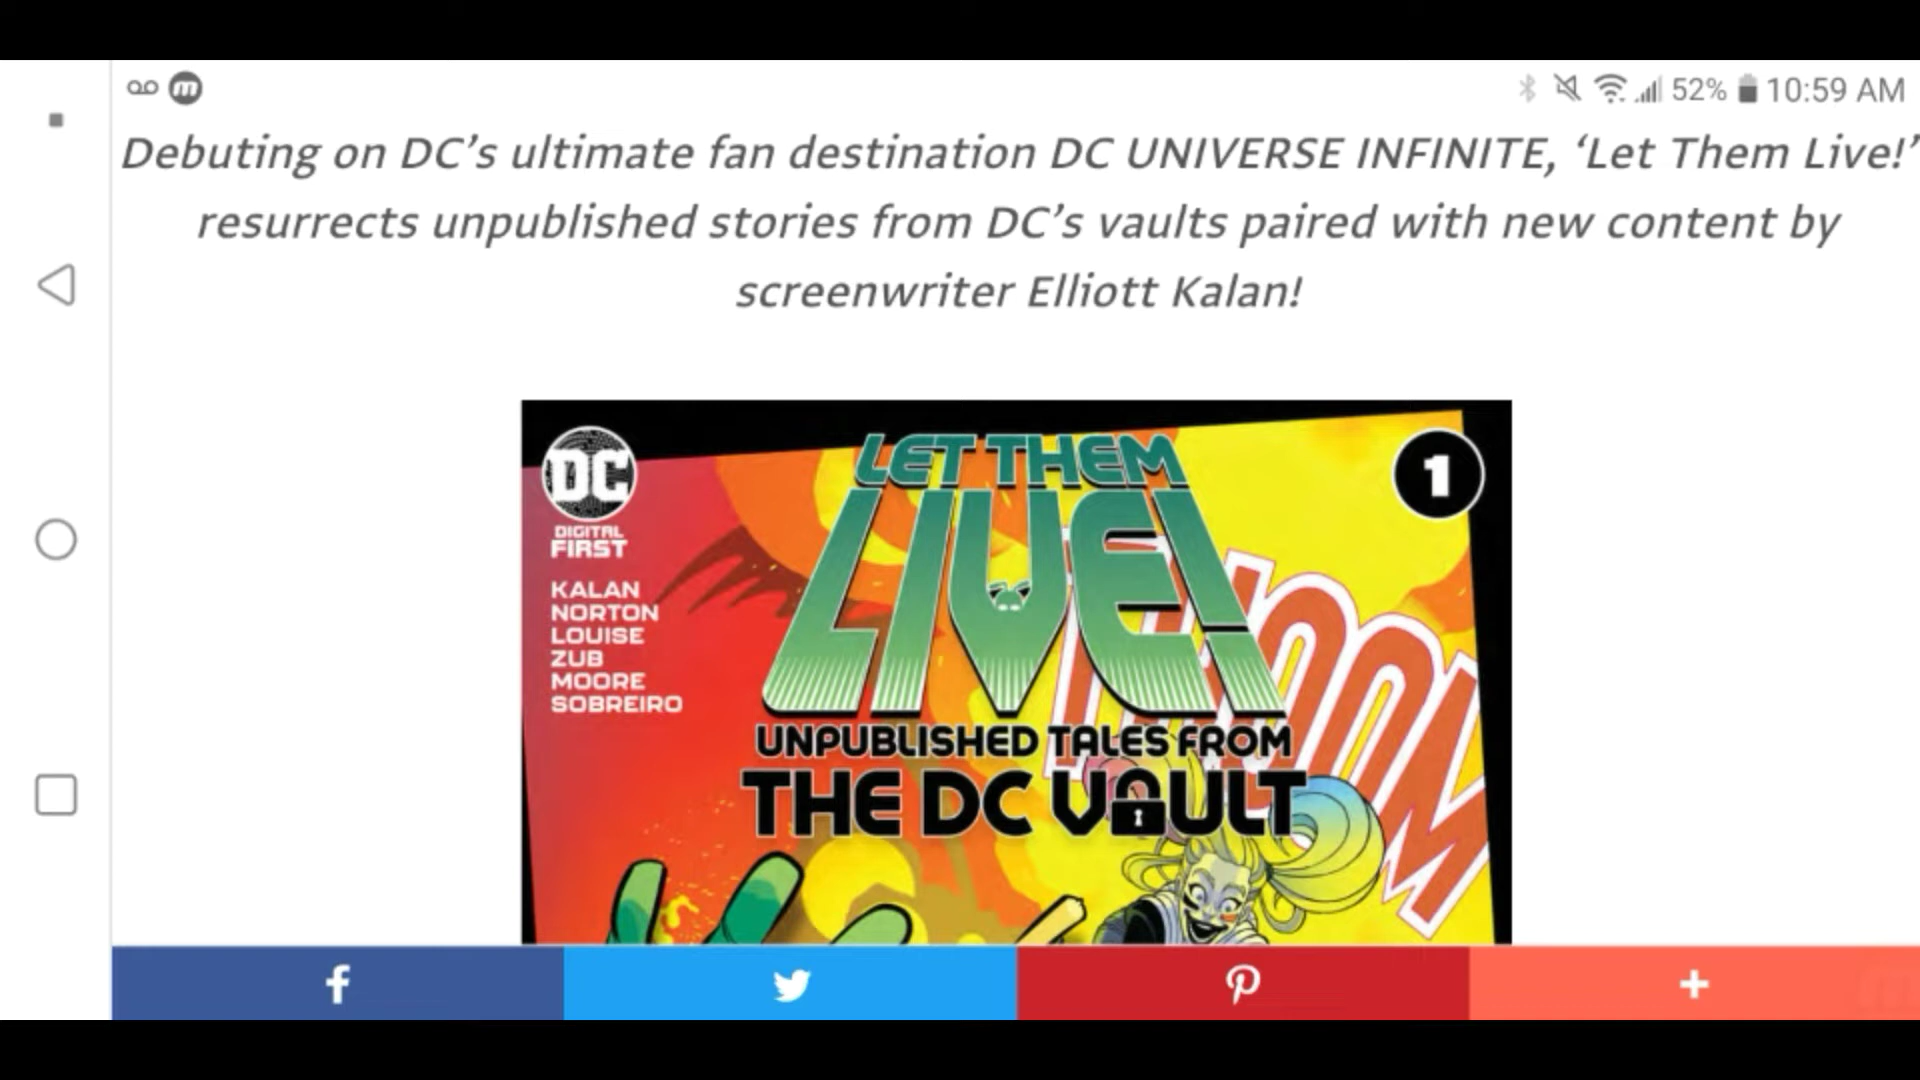 52% 10:59 AM
Debuting on DC’s ultimate fan destination DC UNIVERSE INFINITE, ‘Let Them Live!’
resurrects unpublished stories from DC’s vaults paired with new content by
screenwriter Elliott Kalan!
DC
DIGITAL
FIRST
LET THEM
LIVE!
1
KALAN
NORTON
LOUISE
ZUB
MOORE
SOBREIRO
UNPUBLISHED TALES FROM
THE DC VAULT